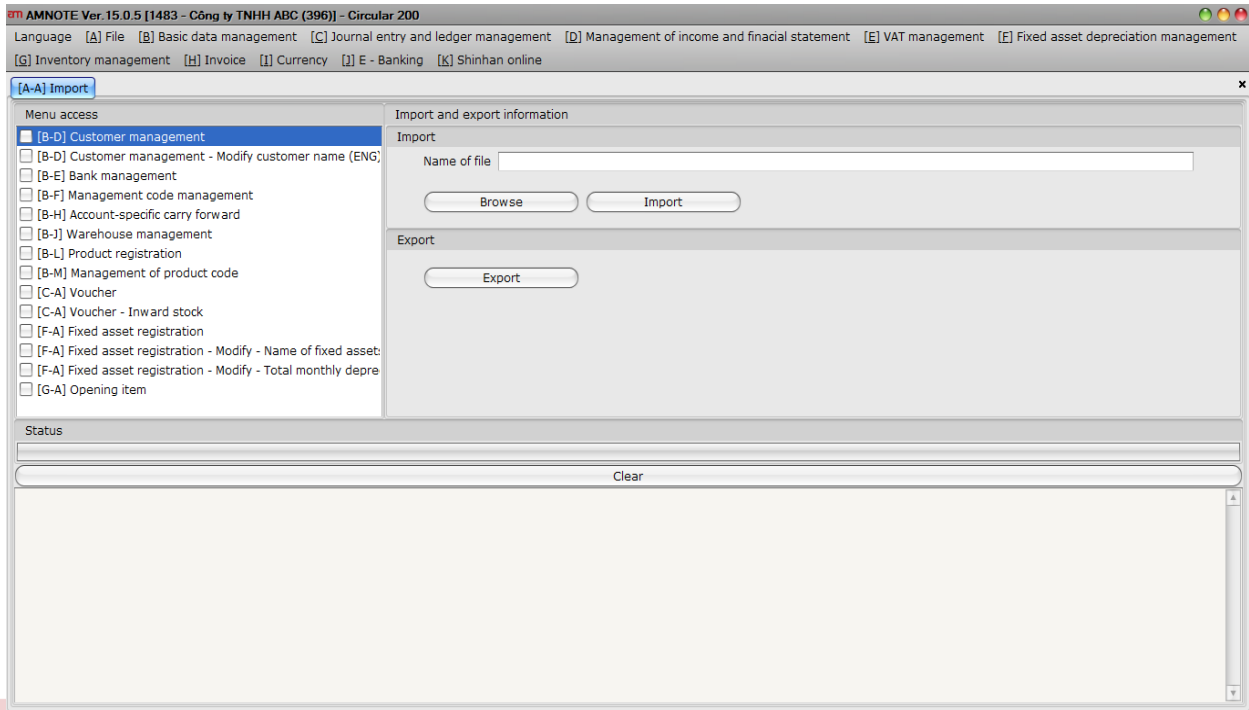 am AMNOTE Ver.15.0.5 [1483 - Công ty TNHH ABC (396)] - Circular 200
Language [A] File [B] Basic data management [C] Journal entry and ledger management [D] Management of income and finacial statement [E] VAT management [F] Fixed asset depreciation management
[G] Inventory management [H] Invoice [I] Currency [J] E - Banking [K] Shinhan online
[A-A] Import
Menu access
[B-D] Customer management
[B-D] Customer management - Modify customer name (ENG)
[B-E] Bank management
[B-F] Management code management
[B-H] Account-specific carry forward
[B-J] Warehouse management
[B-L] Product registration
[B-M] Management of product code
[C-A] Voucher
[C-A] Voucher - Inward stock
[F-A] Fixed asset registration
[F-A] Fixed asset registration - Modify - Name of fixed assets
[F-A] Fixed asset registration - Modify - Total monthly depre
[G-A] Opening item
Import and export information
Import
Name of file
Browse Import
Export
Export
Status
Clear